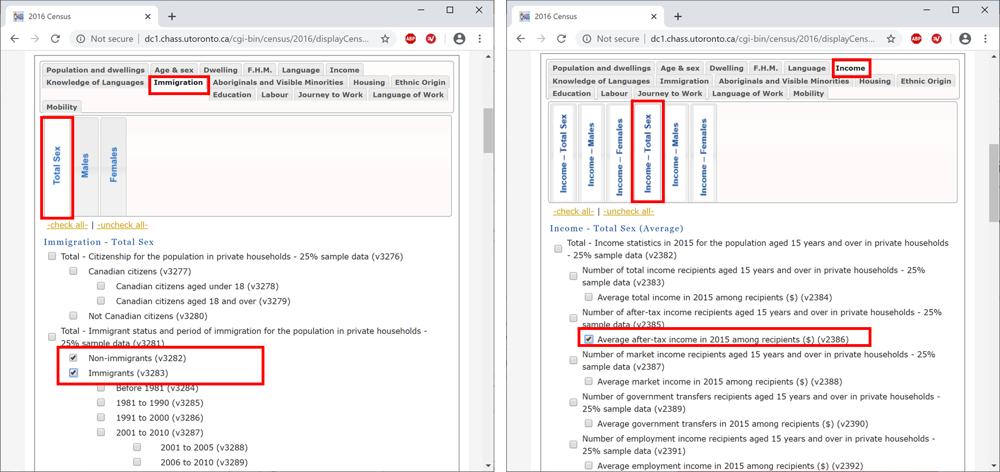 2016 Census
Not secure | dc1.chass.utoronto.ca/cgi-bin/census/2016/displayCens...
ABP
Population and dwellings Age & sex Dwelling F.H.M. Language Income
Knowledge of Languages Immigration Aboriginals and Visible Minorities Housing Ethnic Origin
Education Labour Journey to Work Language of Work
Mobility
Total Sex
Males
Females
-check all- | -uncheck all-
Immigration - Total Sex
Total - Citizenship for the population in private households - 25% sample data (v3276)
Canadian citizens (v3277)
Canadian citizens aged under 18 (v3278)
Canadian citizens aged 18 and over (v3279)
Not Canadian citizens (v3280)
Total - Immigrant status and period of immigration for the population in private households -
25% sample data (v3281)
Non-immigrants (v3282)
Immigrants (v3283)
Before 1981 (v3284)
1981 to 1990 (v3285)
1991 to 2000 (v3286)
2001 to 2010 (v3287)
2001 to 2005 (v3288)
2006 to 2010 (v3289)
2016 Census
Not secure | dc1.chass.utoronto.ca/cgi-bin/census/2016/displayCens...
ABP
Population and dwellings Age & sex Dwelling F.H.M. Language Income
Knowledge of Languages Immigration Aboriginals and Visible Minorities Housing Ethnic Origin
Education Labour Journey to Work Language of Work Mobility
Income – Total Sex
Income – Males
Income – Females
Income – Total Sex
Income – Males
Income – Females
-check all- | -uncheck all-
Income - Total Sex (Average)
Total - Income statistics in 2015 for the population aged 15 years and over in private households
- 25% sample data (v2382)
Number of total income recipients aged 15 years and over in private households - 25%
sample data (v2383)
Average total income in 2015 among recipients ($) (v2384)
Number of after-tax income recipients aged 15 years and over in private households - 25%
sample data (v2385)
Average after-tax income in 2015 among recipients ($) (v2386)
Number of market income recipients aged 15 years and over in private households - 25%
sample data (v2387)
Average market income in 2015 among recipients ($) (v2388)
Number of government transfers recipients aged 15 years and over in private households -
25% sample data (v2389)
Average government transfers in 2015 among recipients ($) (v2390)
Number of employment income recipients aged 15 years and over in private households -
25% sample data (v2391)
Average employment income in 2015 among recipients ($) (v2392)